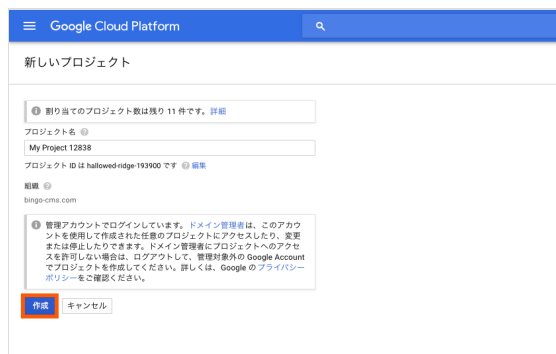 Google Cloud Platform
新しいプロジェクト
割り当てのプロジェクト数は残り 11 件です。詳細
プロジェクト名
My Project 12838
プロジェクト ID は hallowed-ridge-193900 です 編集
組織
bingo-cms.com
管理アカウントでログインしています。ドメイン管理者は、このアカウ
ントを使用して作成された任意のプロジェクトにアクセスしたり、変更
または停止したりできます。ドメイン管理者にプロジェクトへのアクセ
スを許可しない場合は、ログアウトして、管理対象外の Google Account
でプロジェクトを作成してください。詳しくは、Google のプライバシー
ポリシーをご確認ください。
作成 キャンセル